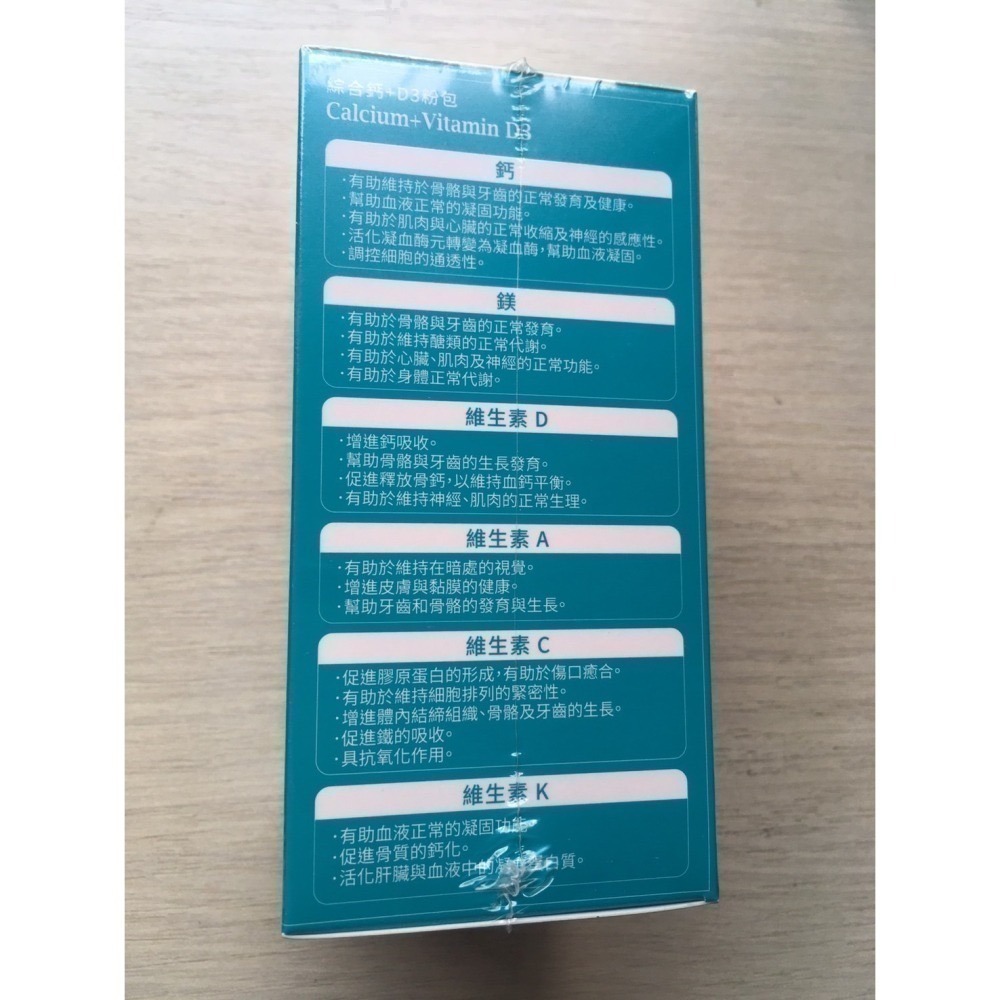 綜合鈣+D3粉包
Calcium+Vitamin D3
鈣
·有助維持於骨骼與牙齒的正常發育及健康。
·幫助血液正常的凝固功能。
·有助於肌肉與心臟的正常收縮及神經的感應性。
·活化凝血酶元轉變為凝血酶,幫助血液凝固。
·調控細胞的通透性。
鎂
·有助於骨骼與牙齒的正常發育。
·有助於維持醣類的正常代謝。
·有助於心臟、肌肉及神經的正常功能。
·有助於身體正常代謝。
維生素 D
·增進鈣吸收。
·幫助骨骼與牙齒的生長發育。
·促進釋放骨鈣,以維持血鈣平衡。
·有助於維持神經、肌肉的正常生理。
維生素 A
·有助於維持在暗處的視覺。
·增進皮膚與黏膜的健康。
·幫助牙齒和骨骼的發育與生長。
維生素 C
·促進膠原蛋白的形成,有助於傷口癒合。
·有助於維持細胞排列的緊密性。
·增進體內結締組織、骨骼及牙齒的生長。
·促進鐵的吸收。
·具抗氧化作用。
維生素 K
·有助血液正常的凝固功能
·促進骨質的鈣化。
·活化肝臟與血液中的凝血蛋白質。